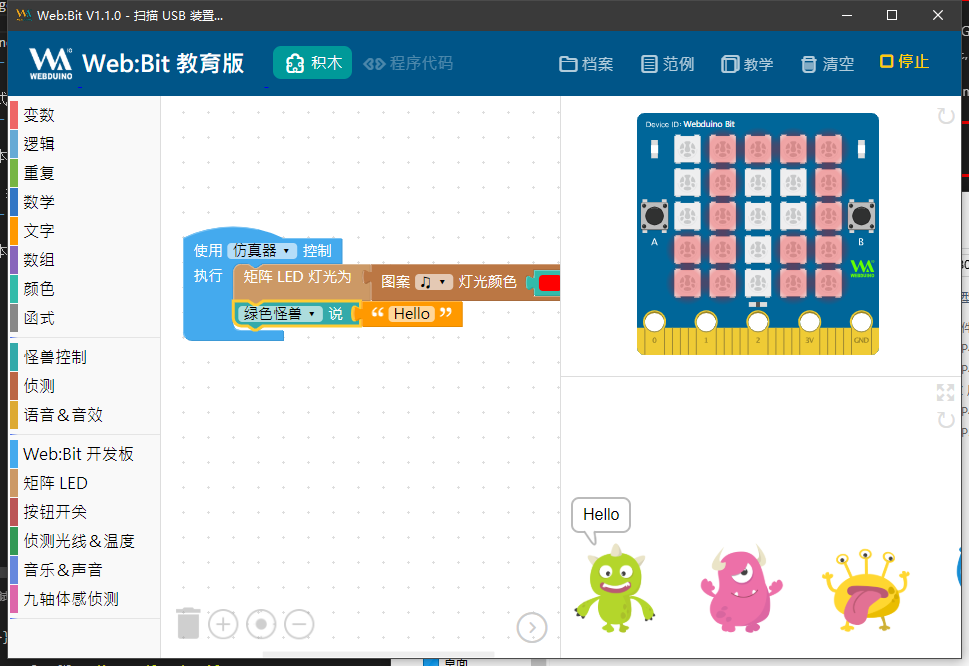 Web:Bit V1.1.0 - 扫描 USB 装置...
WEBDUINO
Web:Bit 教育版
积木
程序代码
档案
范例
教学
清空
停止
变数
逻辑
重复
数学
文字
数组
颜色
函式
怪兽控制
侦测
语音＆音效
Web:Bit 开发板
矩阵 LED
按钮开关
侦测光线＆温度
音乐＆声音
九轴体感侦测
使用 仿真器 控制
执行 矩阵 LED 灯光为 图案 ♫ 灯光颜色
绿色怪兽 说 “ Hello ”
Device ID: Webduino Bit
A
B
WEBDUINO
0 1 2 3V GND
Hello
桌面